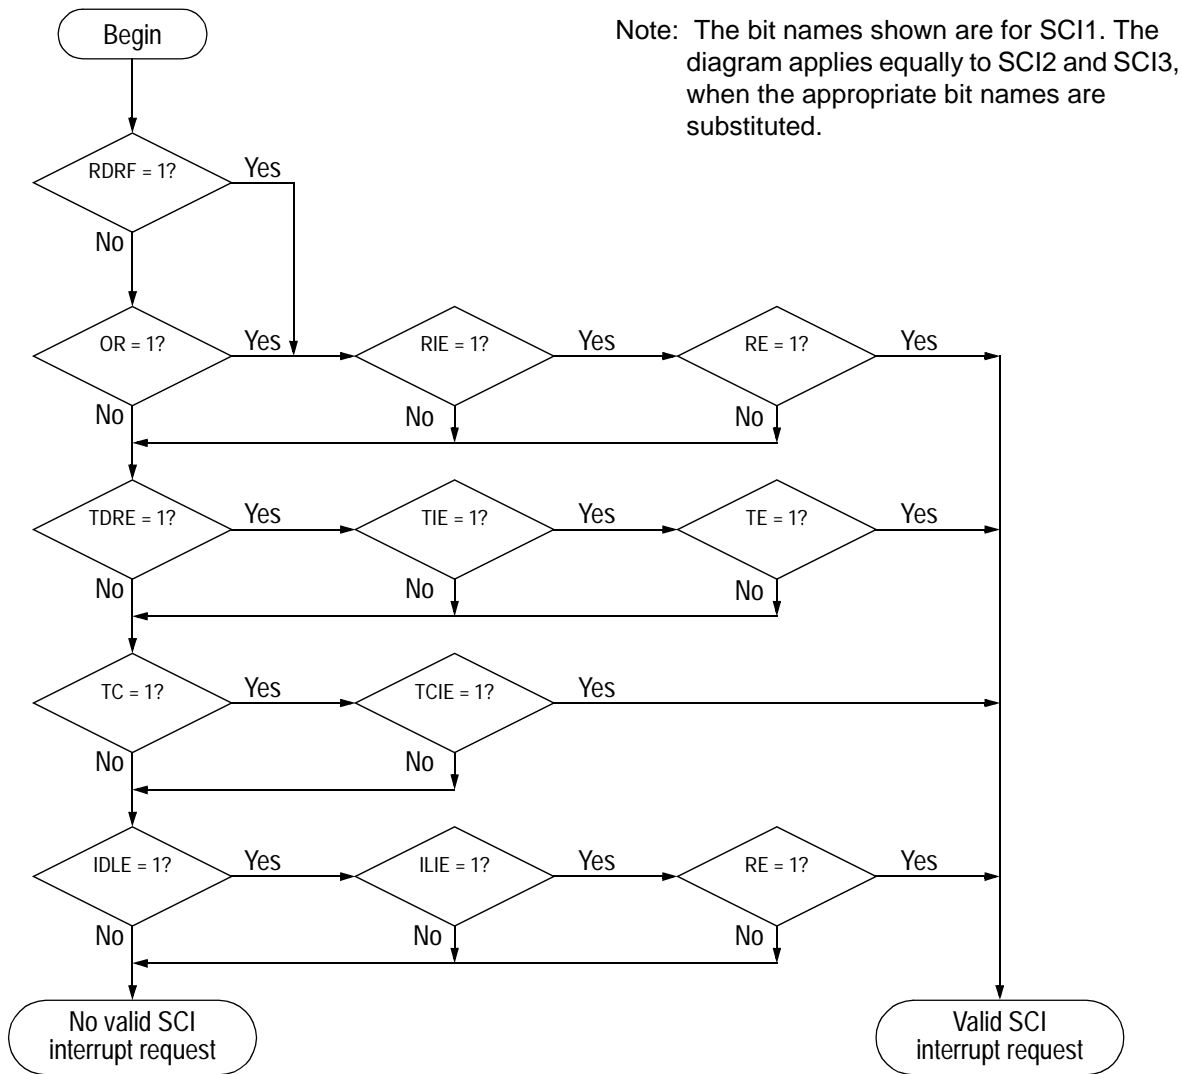 Begin
Note: The bit names shown are for SCI1. The
diagram applies equally to SCI2 and SCI3,
when the appropriate bit names are
substituted.
RDRF = 1?
Yes
No
OR = 1?
Yes
RIE = 1?
Yes
RE = 1?
Yes
No
No
No
TDRE = 1?
Yes
TIE = 1?
Yes
TE = 1?
Yes
No
No
No
TC = 1?
Yes
TCIE = 1?
Yes
No
No
IDLE = 1?
Yes
ILIE = 1?
Yes
RE = 1?
Yes
No
No
No
No valid SCI
interrupt request
Valid SCI
interrupt request